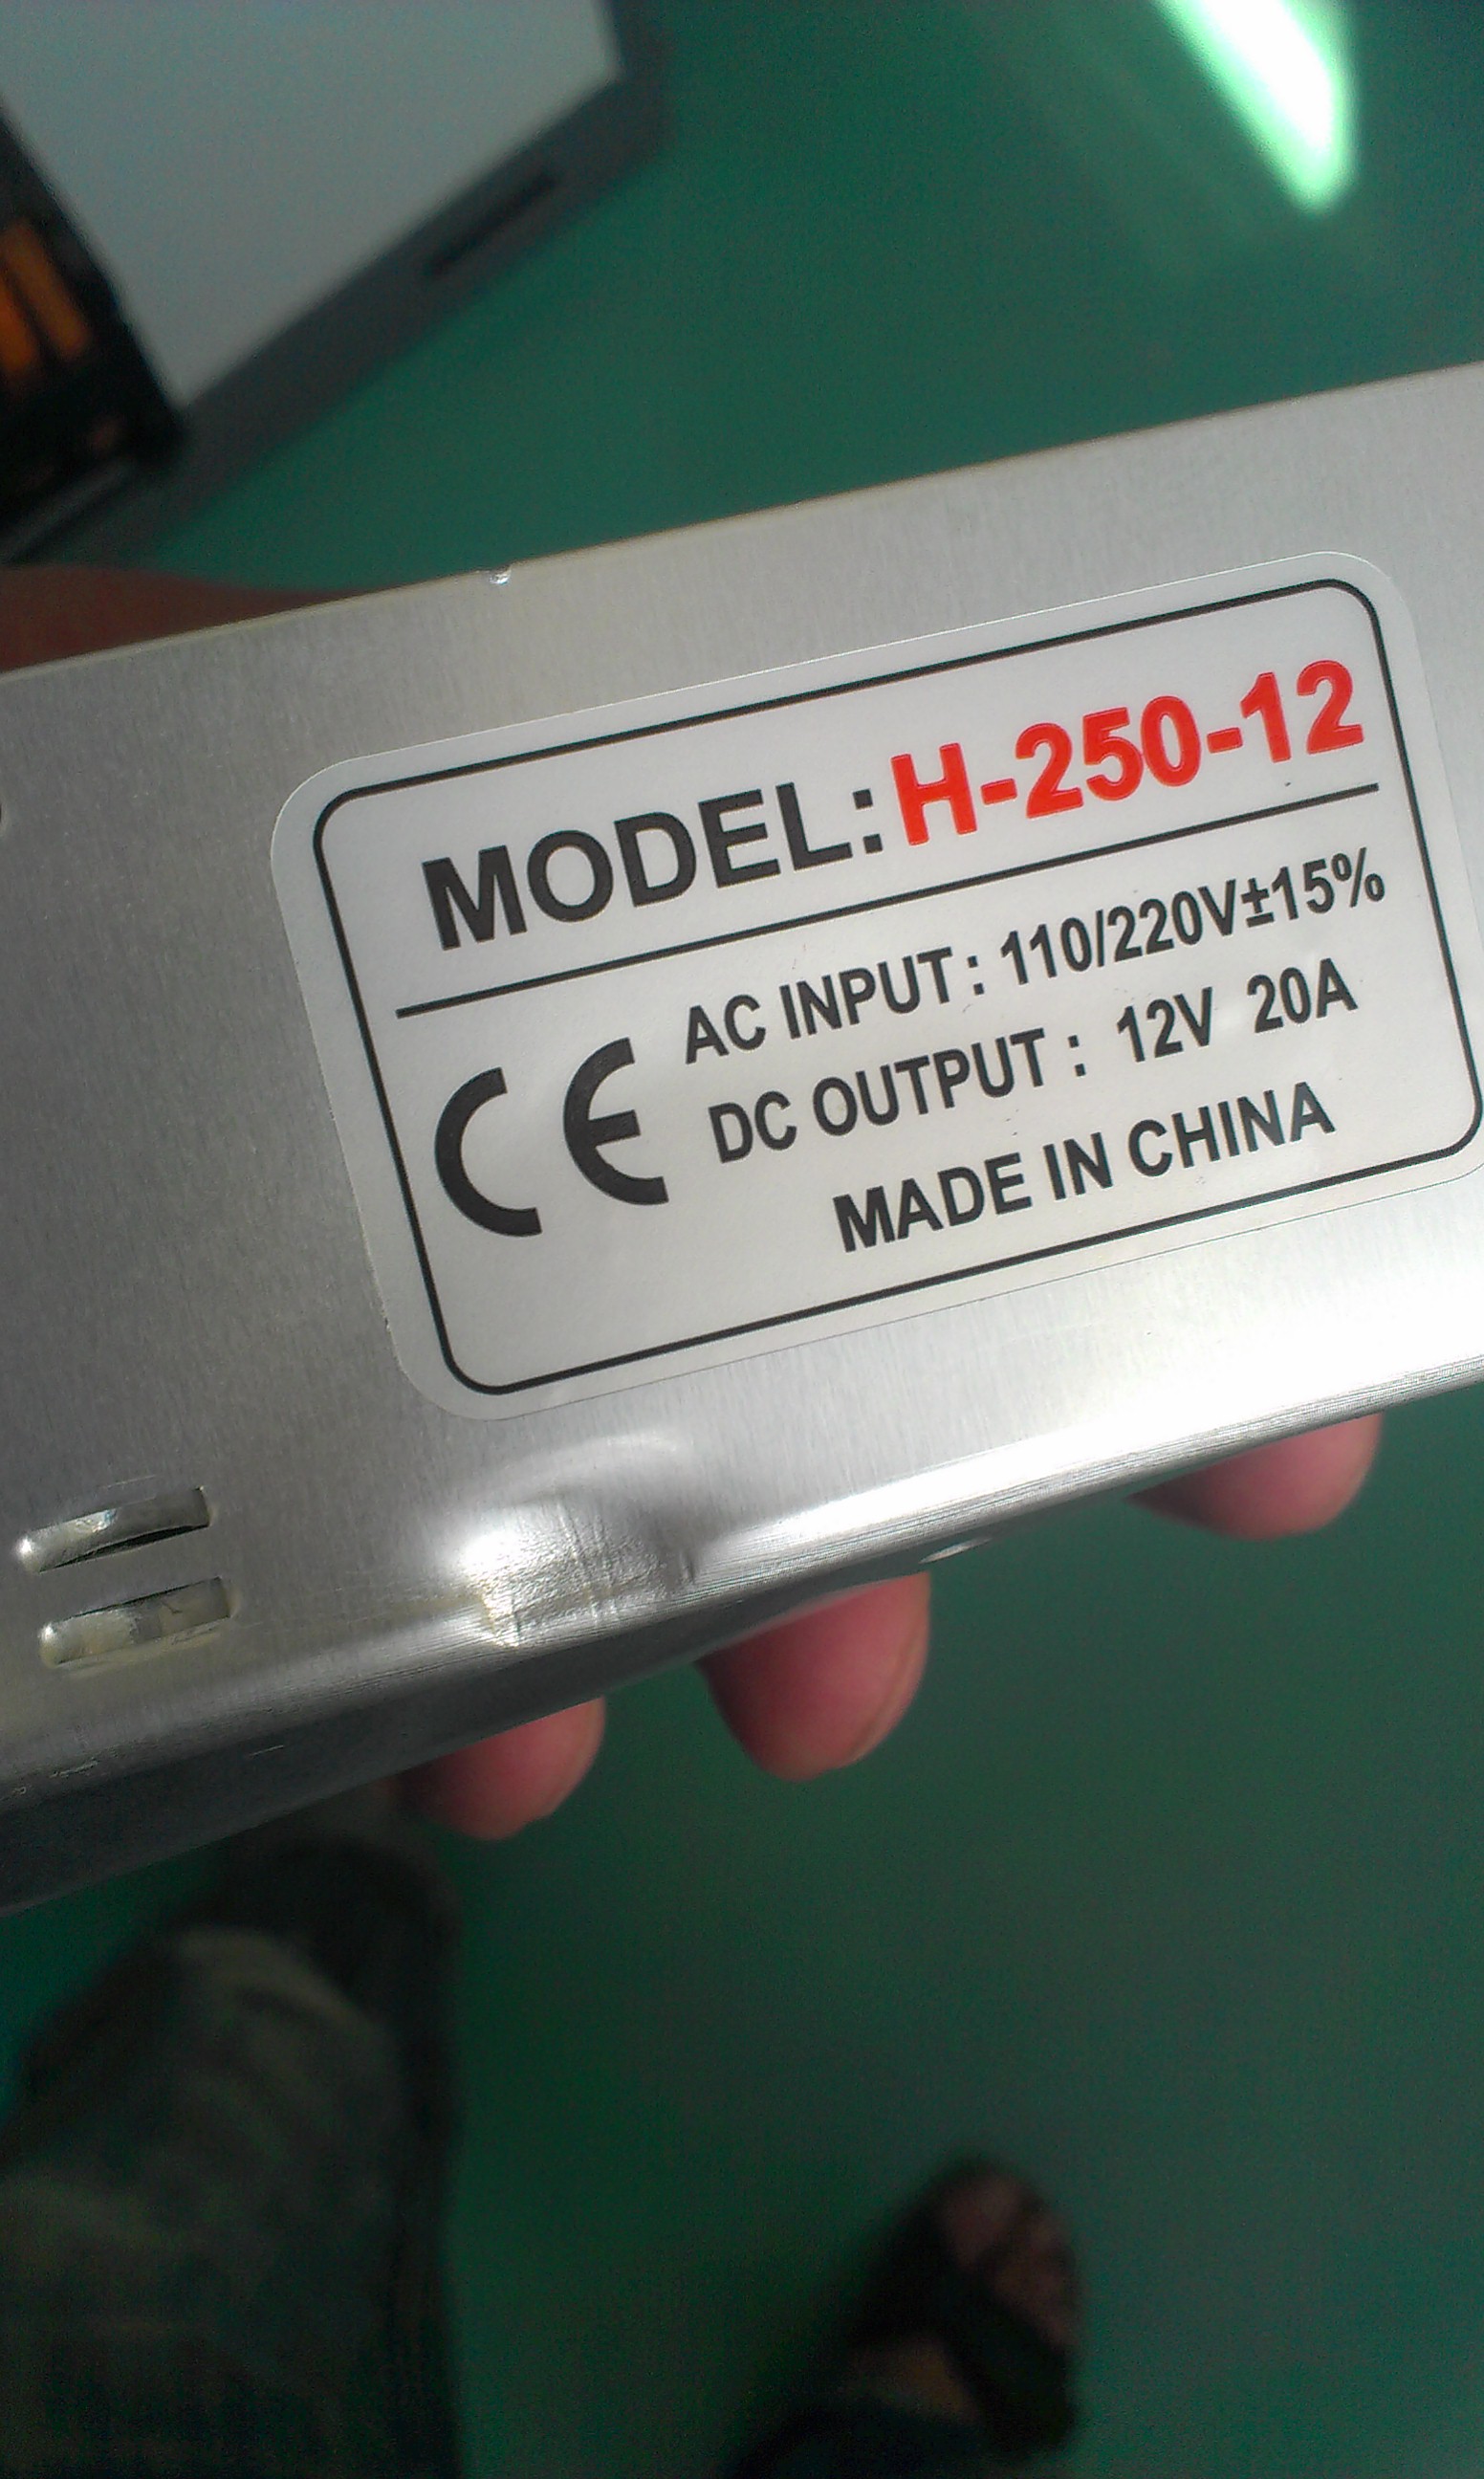 MODEL:H-250-12
CE
AC INPUT : 110/220V±15%
DC OUTPUT : 12V 20A
MADE IN CHINA